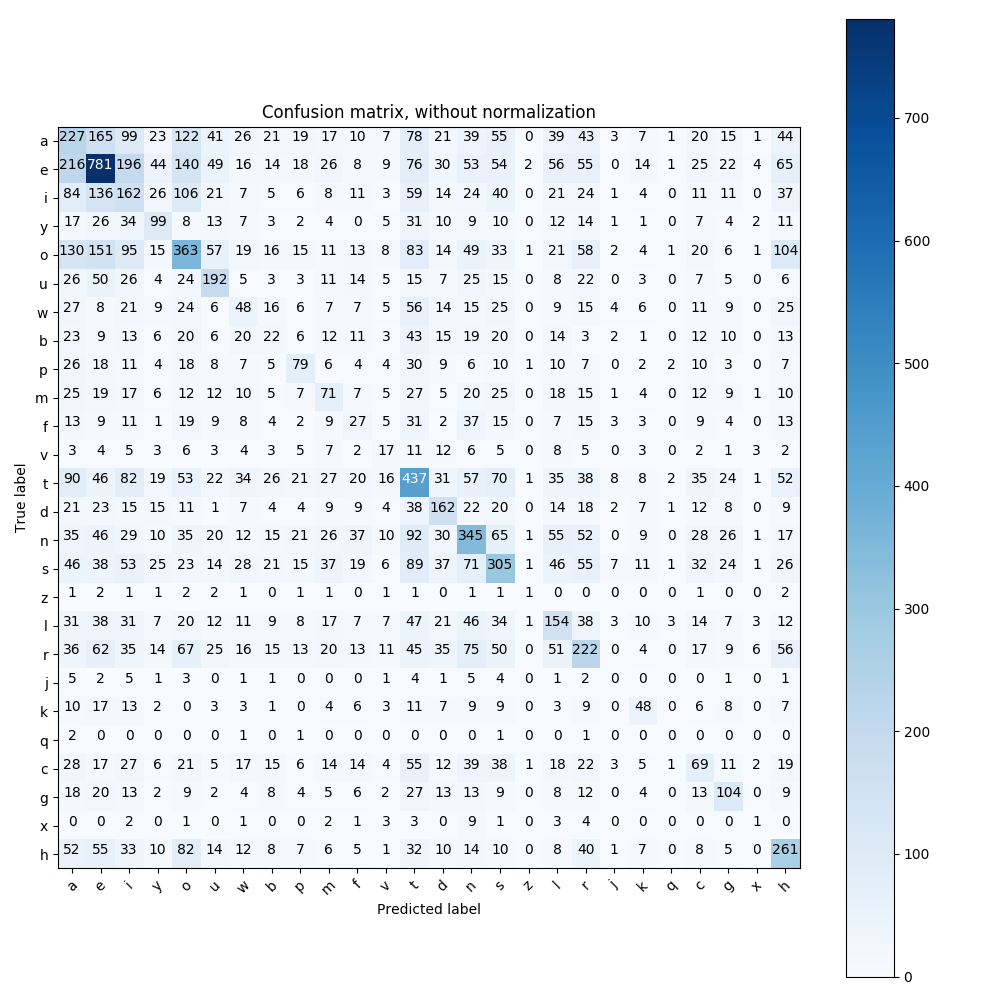 Confusion matrix, without normalization
a 227 165 99 23 122 41 26 21 19 17 10 7 78 21 39 55 0 39 43 3 7 1 20 15 1 44
e 216 781 196 44 140 49 16 14 18 26 8 9 76 30 53 54 2 56 55 0 14 1 25 22 4 65
i 84 136 162 26 106 21 7 5 6 8 11 3 59 14 24 40 0 21 24 1 4 0 11 11 0 37
y 17 26 34 99 8 13 7 3 2 4 0 5 31 10 9 10 0 12 14 1 1 0 7 4 2 11
o 130 151 95 15 363 57 19 16 15 11 13 8 83 14 49 33 1 21 58 2 4 1 20 6 1 104
u 26 50 26 4 24 192 5 3 3 11 14 5 15 7 25 15 0 8 22 0 3 0 7 5 0 6
w 27 8 21 9 24 6 48 16 6 7 7 5 56 14 15 25 0 9 15 4 6 0 11 9 0 25
b 23 9 13 6 20 6 20 22 6 12 11 3 43 15 19 20 0 14 3 2 1 0 12 10 0 13
p 26 18 11 4 18 8 7 5 79 6 4 4 30 9 6 10 1 10 7 0 2 2 10 3 0 7
m 25 19 17 6 12 12 10 5 7 71 7 5 27 5 20 25 0 18 15 1 4 0 12 9 1 10
f 13 9 11 1 19 9 8 4 2 9 27 5 31 2 37 15 0 7 15 3 3 0 9 4 0 13
v 3 4 5 3 6 3 4 3 5 7 2 17 11 12 6 5 0 8 5 0 3 0 2 1 3 2
t 90 46 82 19 53 22 34 26 21 27 20 16 437 31 57 70 1 35 38 8 8 2 35 24 1 52
d 21 23 15 15 11 1 7 4 4 9 9 4 38 162 22 20 0 14 18 2 7 1 12 8 0 9
n 35 46 29 10 35 20 12 15 21 26 37 10 92 30 345 65 1 55 52 0 9 0 28 26 1 17
s 46 38 53 25 23 14 28 21 15 37 19 6 89 37 71 305 0 46 55 7 11 1 32 24 1 26
z 1 2 1 1 2 2 1 0 1 1 0 1 1 0 1 1 1 0 0 0 0 0 1 0 0 2
l 31 38 31 7 20 12 11 9 8 17 7 7 47 21 46 34 1 154 38 3 10 3 14 7 3 12
r 36 62 35 14 67 25 16 15 13 20 13 11 45 35 75 50 0 51 222 0 4 0 17 9 6 56
j 5 2 5 1 3 0 1 1 0 0 0 1 4 1 5 4 0 1 2 0 0 0 0 1 0 1
k 10 17 13 2 0 3 3 1 0 4 6 3 11 7 9 9 0 3 9 0 48 0 6 8 0 7
q 2 0 0 0 0 0 1 0 1 0 0 0 0 0 0 1 0 0 1 0 0 0 0 0 0 0
c 28 17 27 6 21 5 17 15 6 14 14 4 55 12 39 38 1 18 22 3 5 1 69 11 2 19
g 18 20 13 2 9 2 4 8 4 5 6 2 27 13 13 9 0 8 12 0 4 0 13 104 0 9
x 0 0 2 0 1 0 1 0 0 2 1 3 3 0 9 1 0 3 4 0 0 0 0 0 1 0
h 52 55 33 10 82 14 12 8 7 6 5 1 32 10 14 10 0 8 40 1 7 0 8 5 0 261
a e i y o u w b p m f v t d n s z l r j k q c g x h
Predicted label
True label
700
600
500
400
300
200
100
0